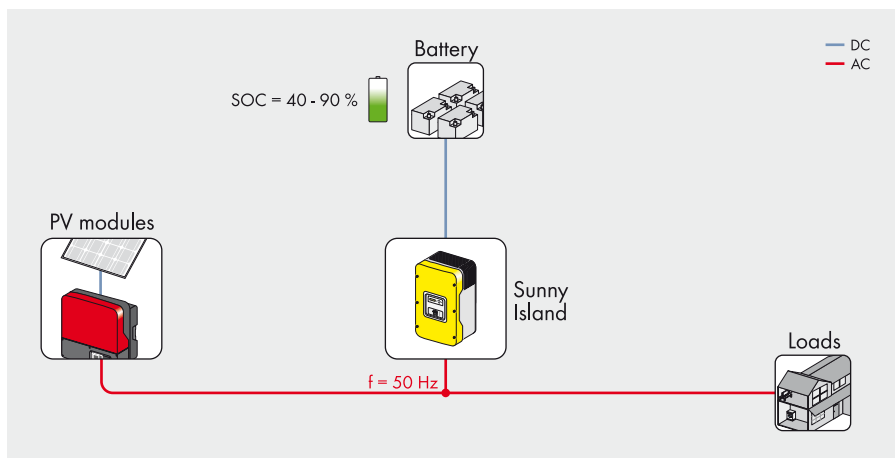 Battery
DC
AC
SOC = 40 - 90 %
PV modules
Sunny
Island
Loads
f = 50 Hz